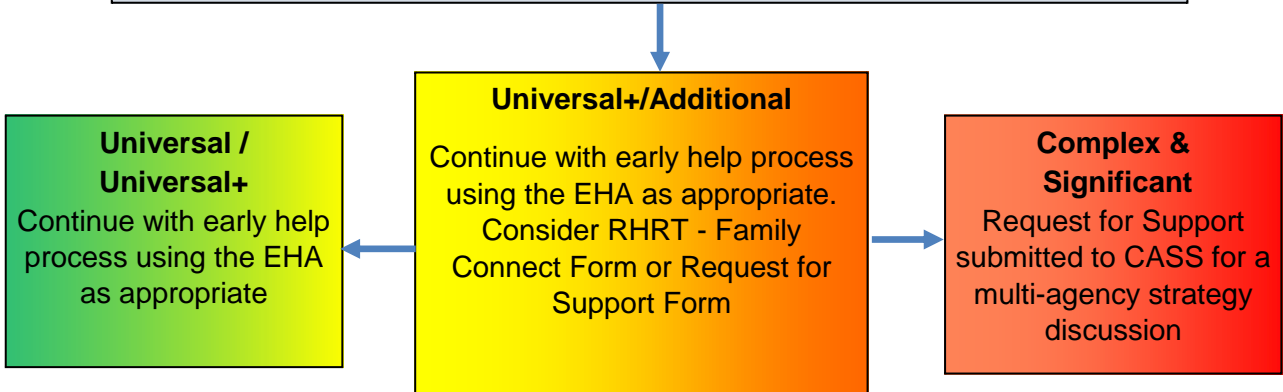 Universal /
Universal+
Continue with early help
process using the EHA
as appropriate
Universal+/Additional
Continue with early help process
using the EHA as appropriate.
Consider RHRT - Family
Connect Form or Request for
Support Form
Complex &
Significant
Request for Support
submitted to CASS for a
multi-agency strategy
discussion